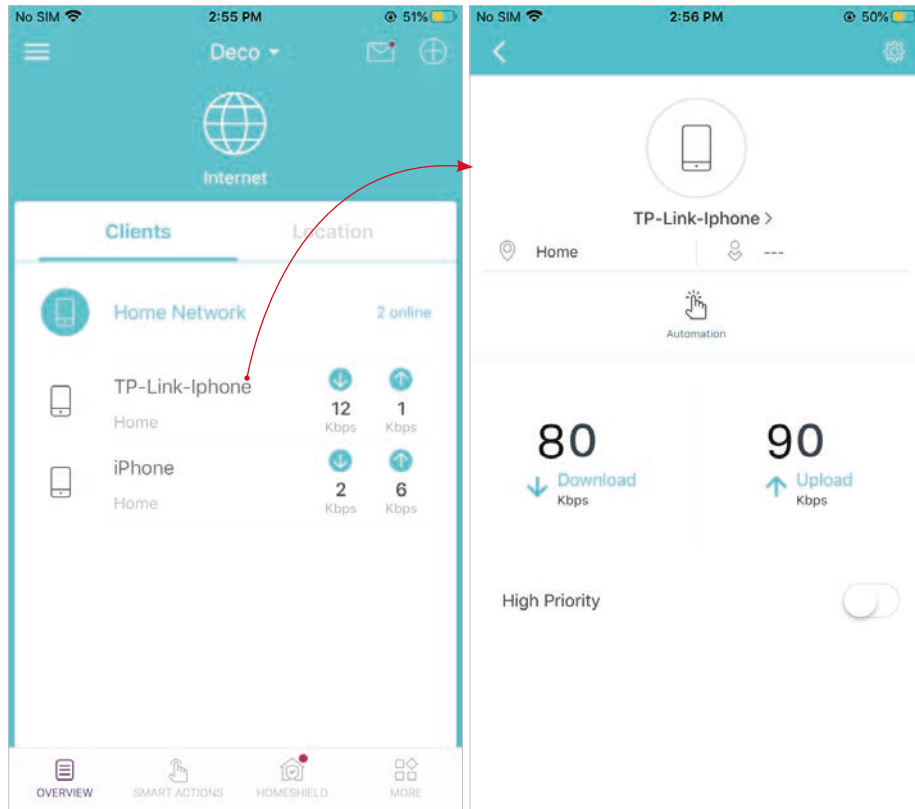 No SIM 2:55 PM 51%
Deco
Internet
Clients Location
Home Network 2 online
TP-Link-Iphone 12 1
Home Kbps Kbps
iPhone 2 6
Home Kbps Kbps
OVERVIEW SMART ACTIONS HOMESHIELD MORE
No SIM 2:56 PM 50%
TP-Link-Iphone >
Home ---
Automation
80 90
Download Upload
Kbps Kbps
High Priority